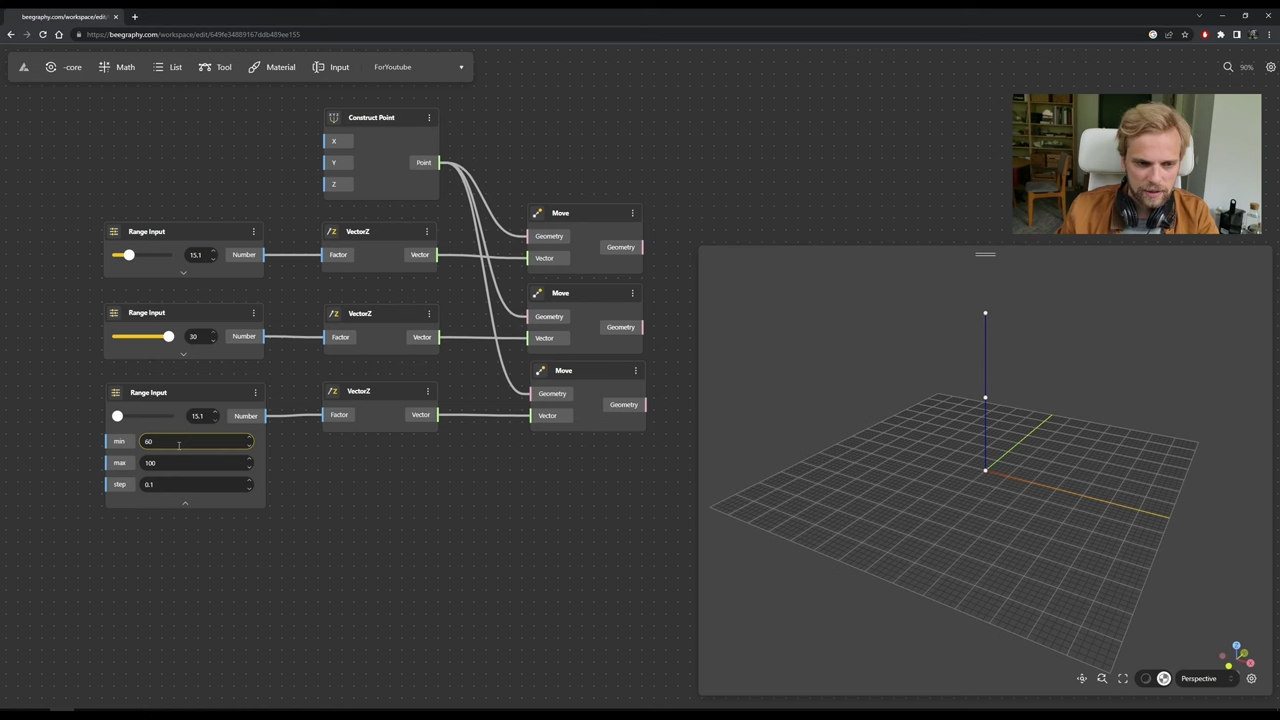 beegraphy.com/workspace/edit/
https://beegraphy.com/workspace/edit/649fe34889167ddb489ee155
-core
Math
List
Tool
Material
Input
ForYoutube
90%
Construct Point
X
Y
Point
Z
Range Input
15.1
Number
VectorZ
Factor
Vector
Move
Geometry
Geometry
Vector
Range Input
30
Number
VectorZ
Factor
Vector
Move
Geometry
Geometry
Vector
Range Input
15.1
Number
VectorZ
Factor
Vector
Move
Geometry
Geometry
Vector
min
60
max
100
step
0.1
Perspective